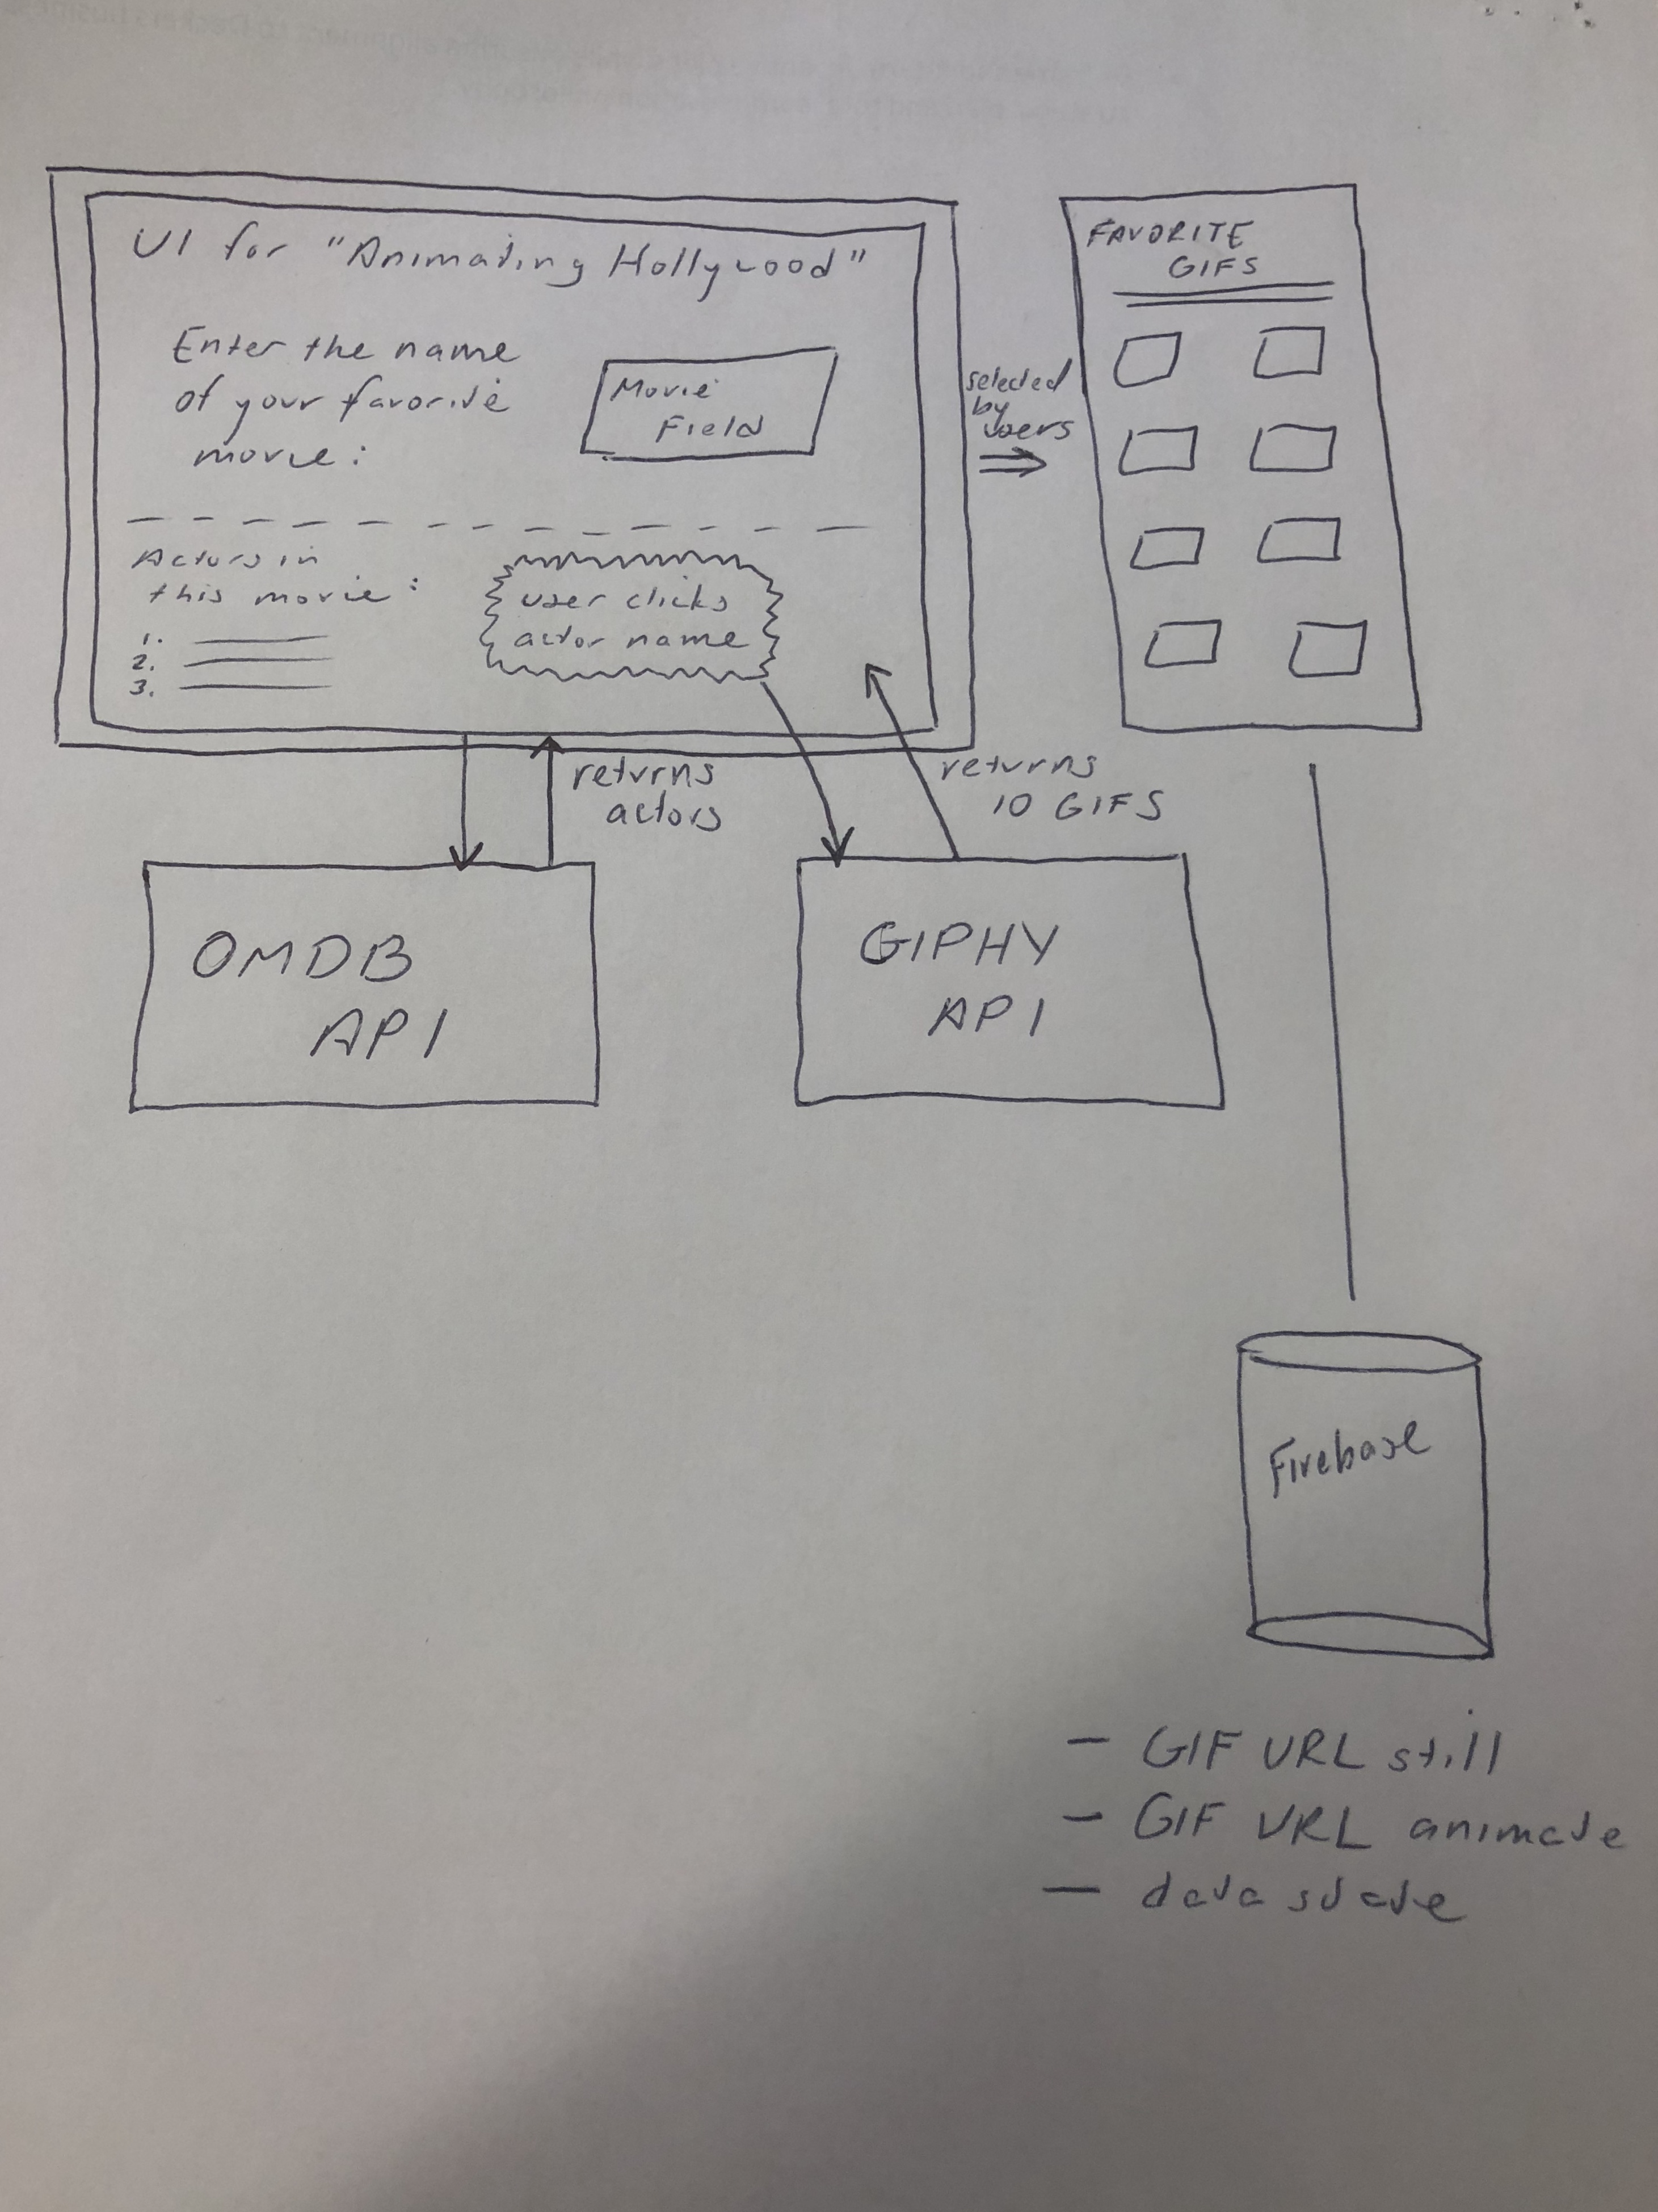 UI for "Animating Hollywood"
Enter the name
of your favorite
movie:
Movie
Field
Actors in
this movie:
1.
2.
3.
user clicks
actor name
selected
by
users
FAVORITE
GIFS
returns
actors
returns
10 GIFS
OMDB
API
GIPHY
API
Firebase
- GIF URL still
- GIF URL animate
- data state